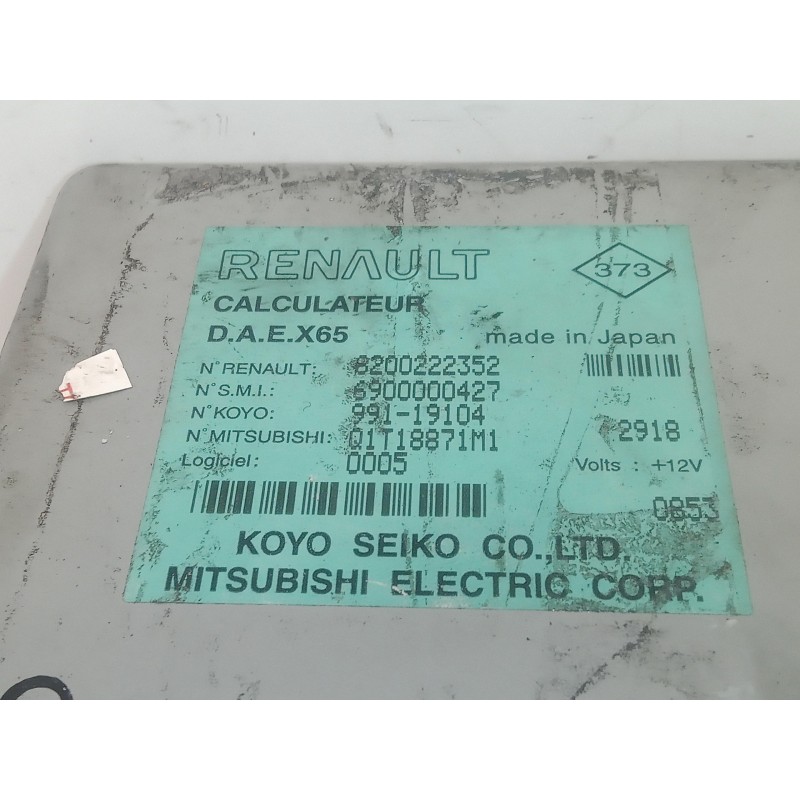 RENAULT 373
CALCULATEUR
D.A.E.X65 made in Japan
N° RENAULT: 8200222352
N° S.M.I.: 6900000427
N° KOYO: 991-19104
N° MITSUBISHI: Q1T18871M1 2918
Logiciel: 0005 Volts : +12V
0853
KOYO SEIKO CO.,LTD.
MITSUBISHI ELECTRIC CORP.